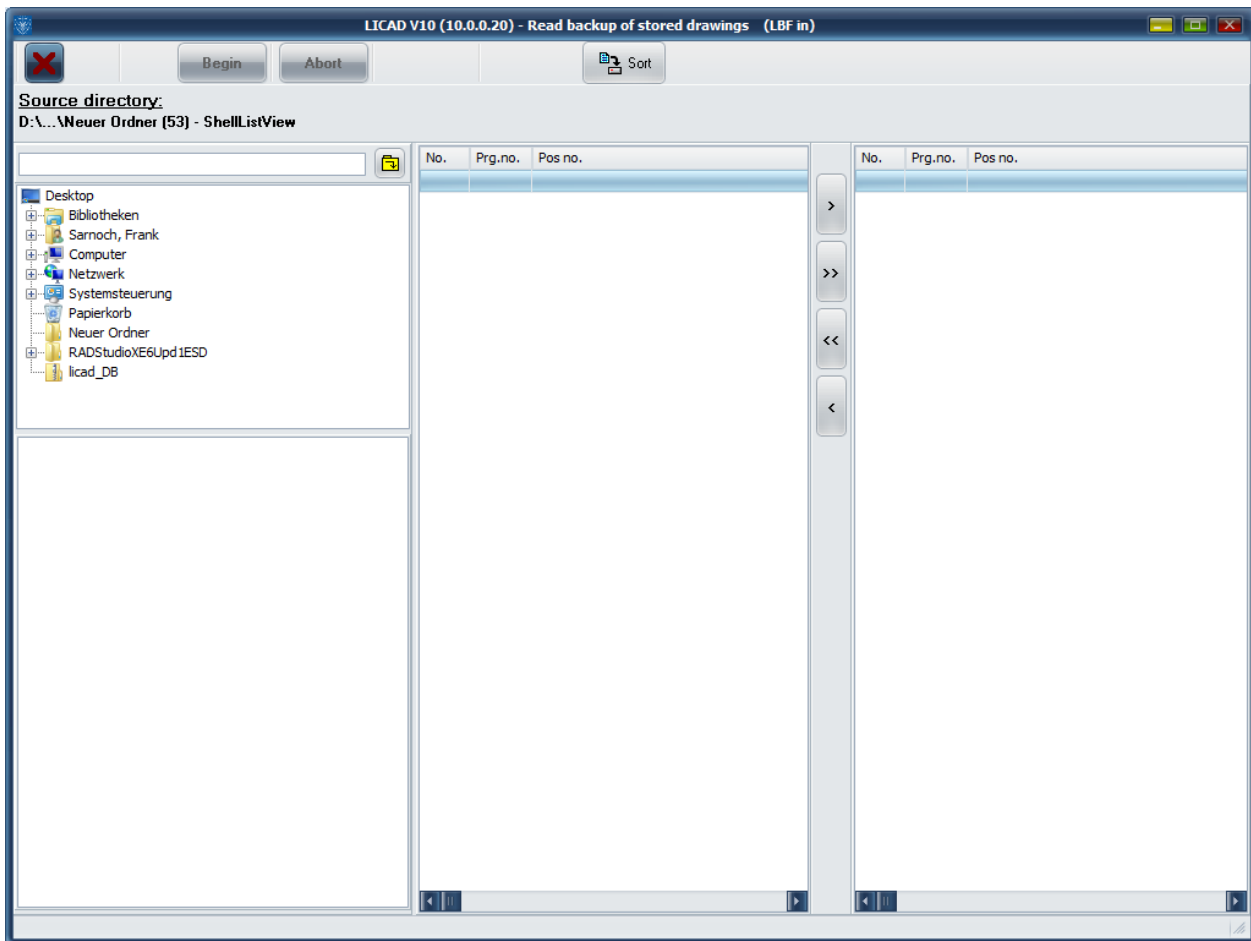 LICAD V10 (10.0.0.20) - Read backup of stored drawings (LBF in)
Begin Abort Sort
Source directory:
D:\...\Neuer Ordner (53) - ShellListView
No. Prg.no. Pos no.
No. Prg.no. Pos no.
Desktop
Bibliotheken
Sarnoch, Frank
Computer
Netzwerk
Systemsteuerung
Papierkorb
Neuer Ordner
RADStudioXE6Upd1ESD
licad_DB
>
>>
<<
<